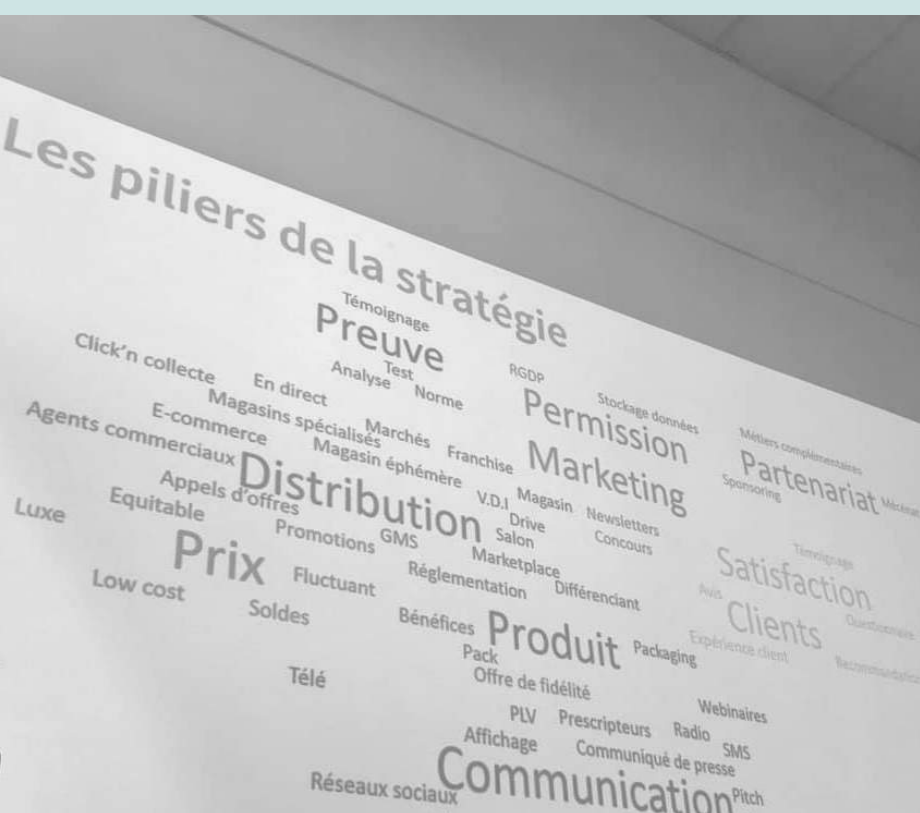 Les piliers de la stratégie
Témoignage
Preuve
Test
Analyse
Norme
RGDP
Stockage données
Permission
Marketing
Newsletters
Concours
Métiers complémentaires
Partenariat
Sponsoring
Click'n collecte
En direct
Magasins spécialisés
Marchés
Franchise
E-commerce
Magasin éphémère
Agents commerciaux
Distribution
V.D.I
Magasin
Drive
Salon
Appels d'offres
GMS
Marketplace
Luxe
Equitable
Promotions
Prix
Fluctuant
Low cost
Soldes
Réglementation
Différenciant
Bénéfices
Produit
Packaging
Pack
Offre de fidélité
Témoignage
Satisfaction
Avis
Clients
Questionnaire
Expérience client
Télé
Webinaires
PLV
Prescripteurs
Radio
SMS
Affichage
Communiqué de presse
Réseaux sociaux
Communication
Pitch